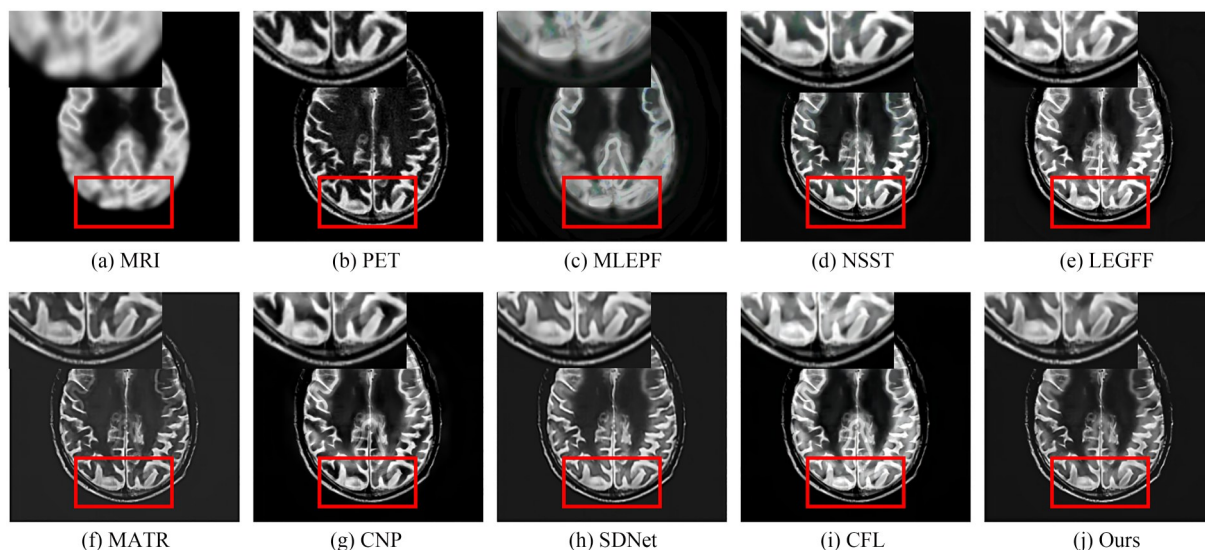 (a) MRI
(b) PET
(c) MLEPF
(d) NSST
(e) LEGFF
(f) MATR
(g) CNP
(h) SDNet
(i) CFL
(j) Ours